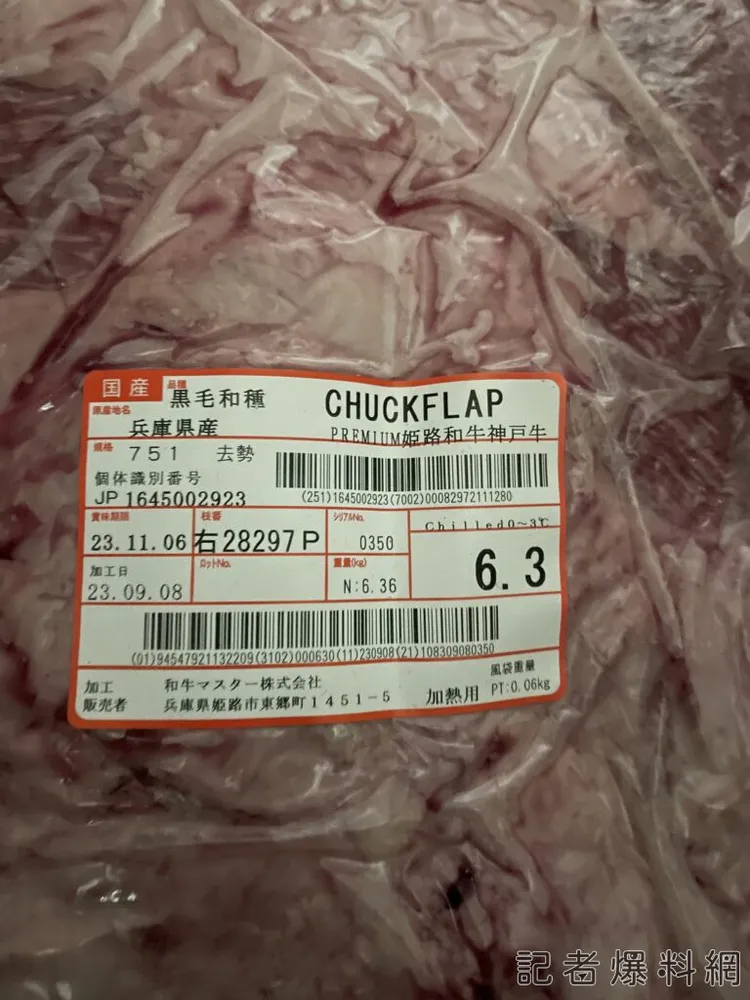 国産
品種
黒毛和種
CHUCKFLAP
原産地名
兵庫県産
PREMIUM姫路和牛神戸牛
規格
751 去勢
個体識別番号
JP 1645002923
(251)1645002923(7002)00082972111280
賞味期限
23.11.06
枝番
右28297P
シリアルNo.
0350
Chilled0~3℃
6.3
加工日
23.09.08
ロットNo.
重量(kg)
N:6.36
(01)94547921132209(3102)000630(11)230908(21)108309080350
加工
販売者
和牛マスター株式会社
兵庫県姫路市東郷町1451-5
加熱用
風袋重量
PT:0.06kg
記者爆料網